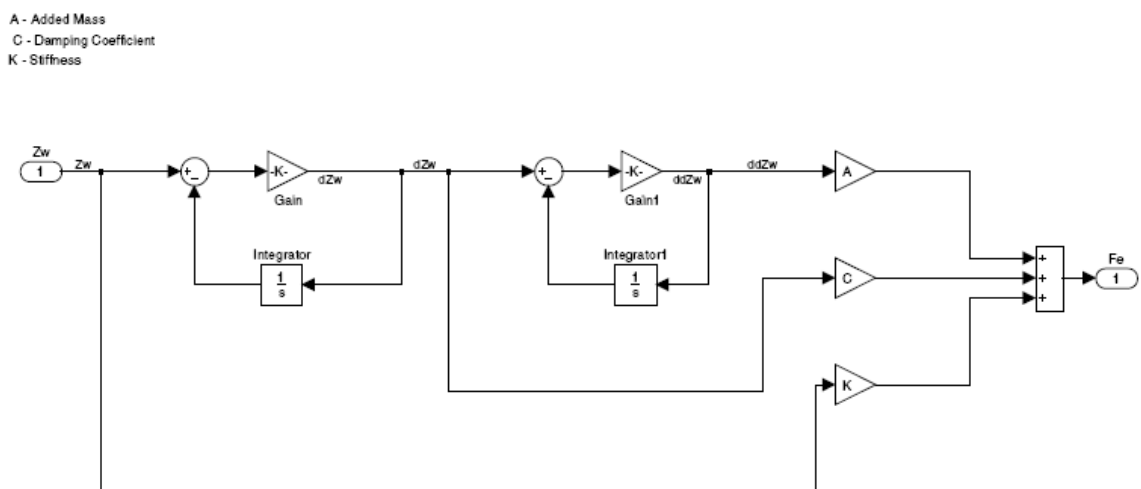 A - Added Mass
C - Damping Coefficient
K - Stiffness
Zw
1
Zw
+
-
-K-
dZw
Gain
dZw
+
-
-K-
ddZw
Gain1
ddZw
A
Integrator
1
s
Integrator1
1
s
C
K
+
+
+
Fe
1